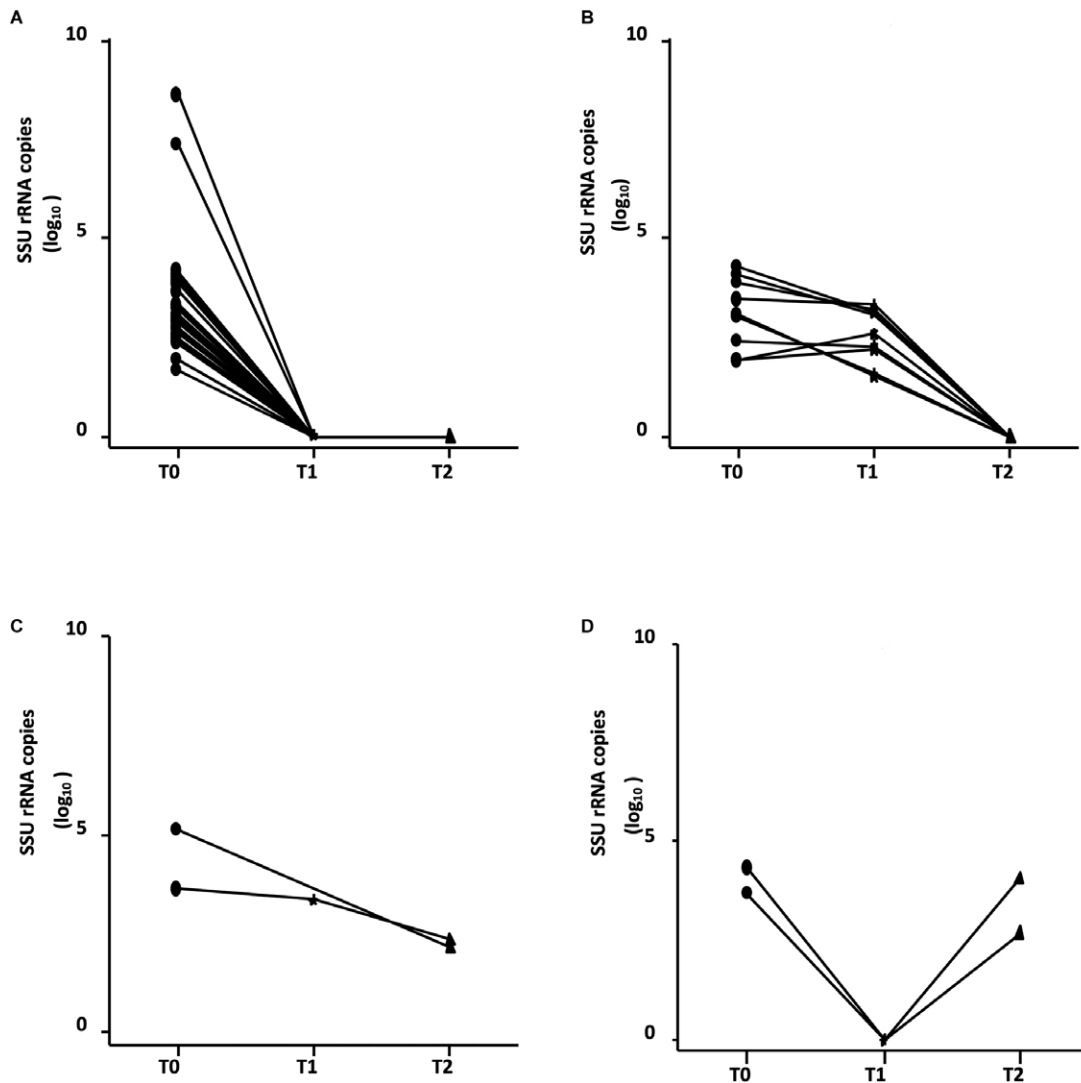 A
10
SSU rRNA copies
(log₁₀ )
5
0
T0 T1 T2
B
10
SSU rRNA copies
(log₁₀)
5
0
T0 T1 T2
C
10
SSU rRNA copies
(log₁₀ )
5
0
T0 T1 T2
D
10
SSU rRNA copies
(log₁₀ )
5
0
T0 T1 T2